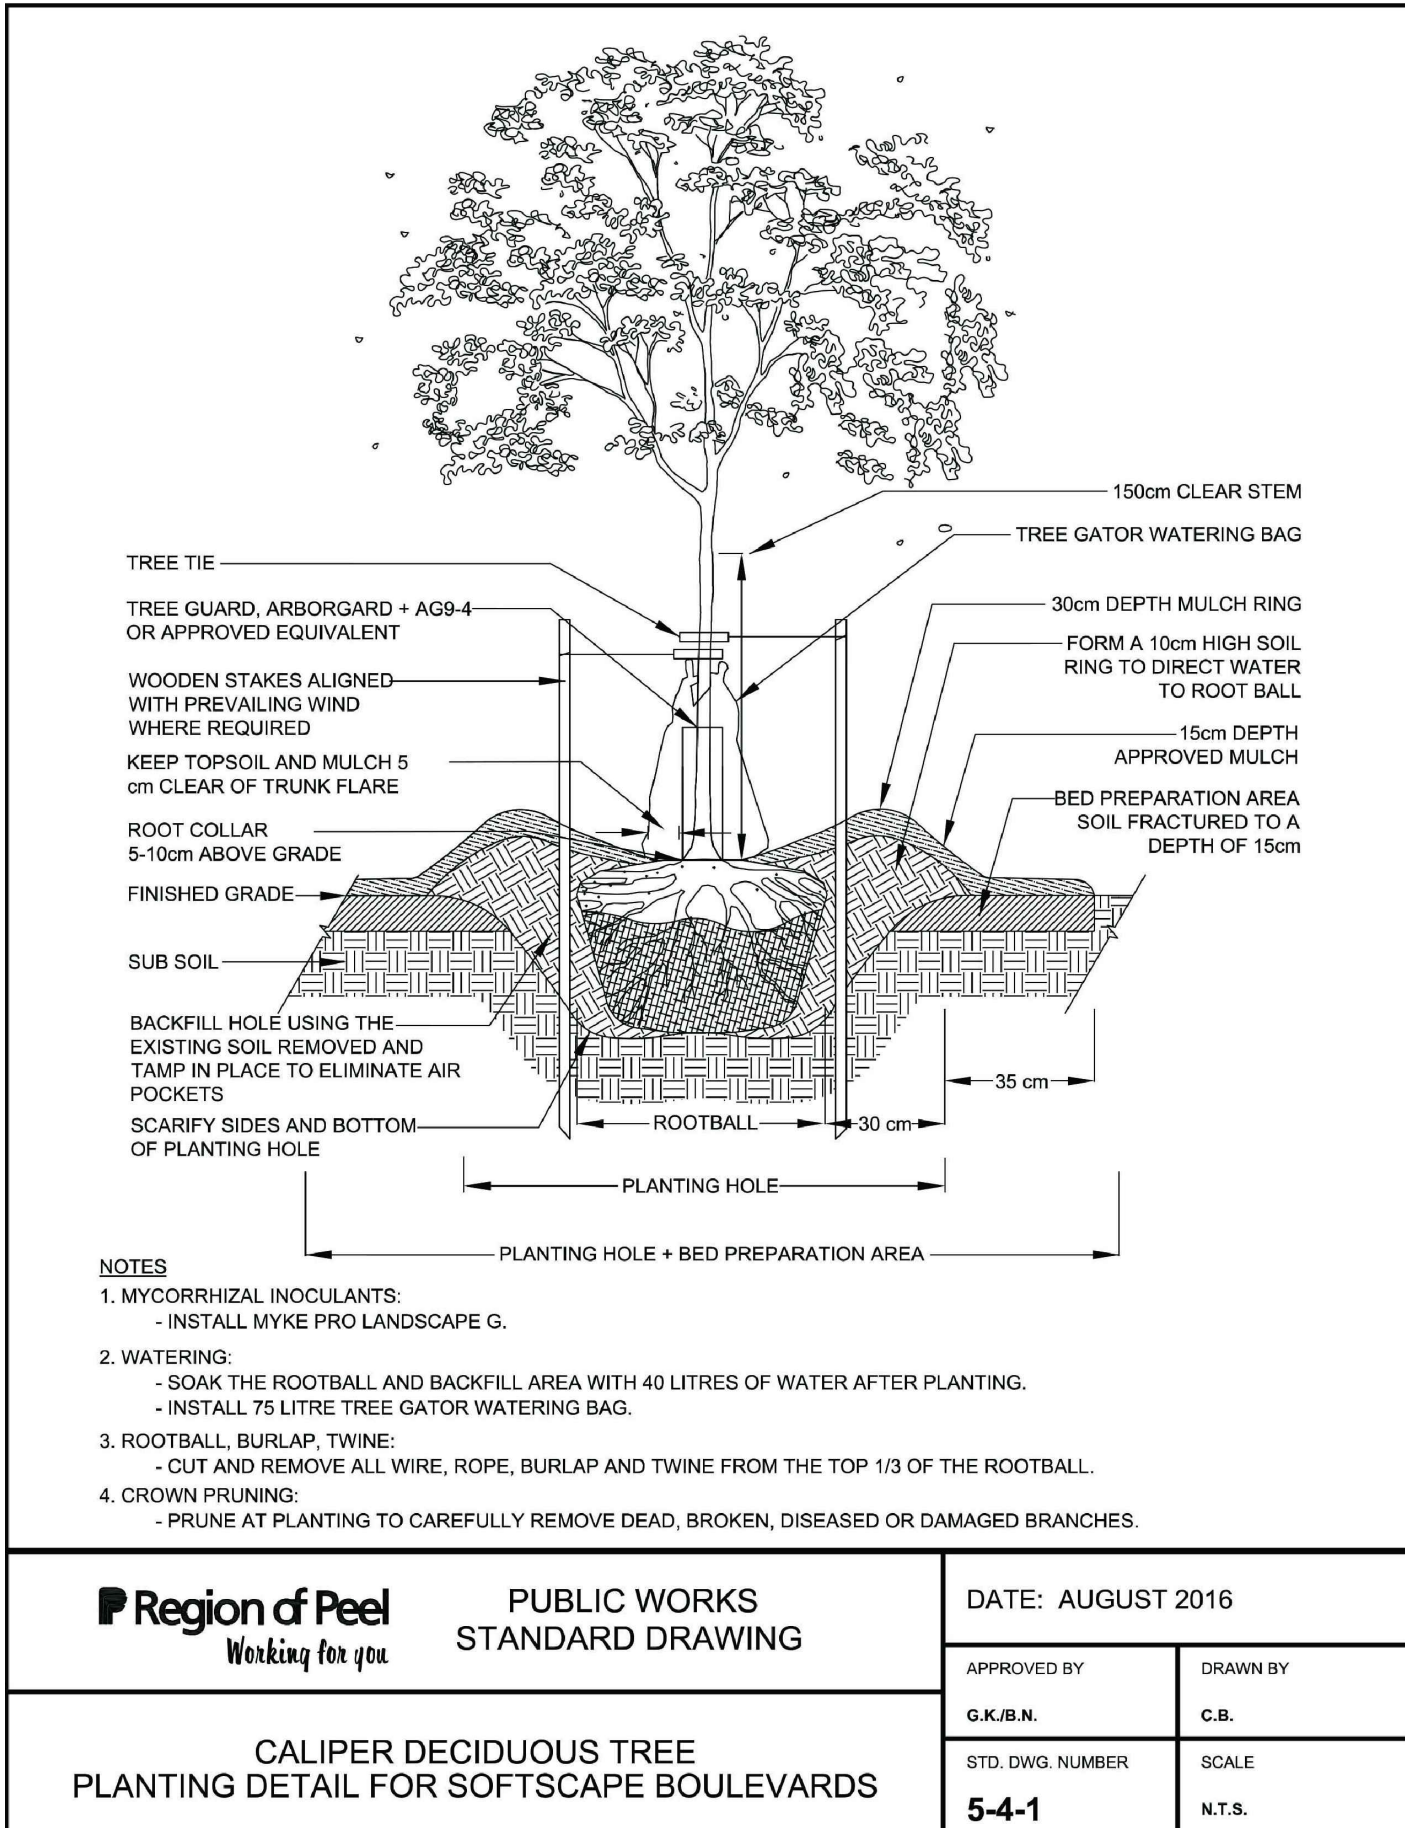 150cm CLEAR STEM
TREE GATOR WATERING BAG
TREE TIE
TREE GUARD, ARBORGARD + AG9-4
OR APPROVED EQUIVALENT
30cm DEPTH MULCH RING
FORM A 10cm HIGH SOIL
RING TO DIRECT WATER
TO ROOT BALL
WOODEN STAKES ALIGNED
WITH PREVAILING WIND
WHERE REQUIRED
15cm DEPTH
APPROVED MULCH
KEEP TOPSOIL AND MULCH 5
cm CLEAR OF TRUNK FLARE
BED PREPARATION AREA
SOIL FRACTURED TO A
DEPTH OF 15cm
ROOT COLLAR
5-10cm ABOVE GRADE
FINISHED GRADE
SUB SOIL
BACKFILL HOLE USING THE
EXISTING SOIL REMOVED AND
TAMP IN PLACE TO ELIMINATE AIR
POCKETS
SCARIFY SIDES AND BOTTOM
OF PLANTING HOLE
35 cm
ROOTBALL
30 cm
PLANTING HOLE
PLANTING HOLE + BED PREPARATION AREA
NOTES
1. MYCORRHIZAL INOCULANTS:
- INSTALL MYKE PRO LANDSCAPE G.
2. WATERING:
- SOAK THE ROOTBALL AND BACKFILL AREA WITH 40 LITRES OF WATER AFTER PLANTING.
- INSTALL 75 LITRE TREE GATOR WATERING BAG.
3. ROOTBALL, BURLAP, TWINE:
- CUT AND REMOVE ALL WIRE, ROPE, BURLAP AND TWINE FROM THE TOP 1/3 OF THE ROOTBALL.
4. CROWN PRUNING:
- PRUNE AT PLANTING TO CAREFULLY REMOVE DEAD, BROKEN, DISEASED OR DAMAGED BRANCHES.
Region of Peel
Working for you
PUBLIC WORKS
STANDARD DRAWING
DATE: AUGUST 2016
APPROVED BY
G.K./B.N.
DRAWN BY
C.B.
CALIPER DECIDUOUS TREE
PLANTING DETAIL FOR SOFTSCAPE BOULEVARDS
STD. DWG. NUMBER
5-4-1
SCALE
N.T.S.